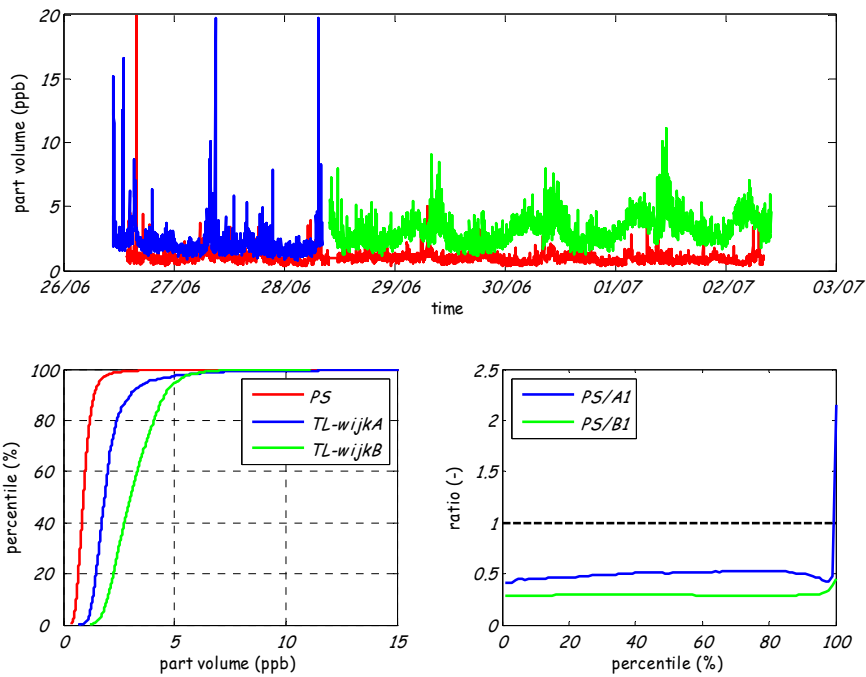 part volume (ppb)
20
15
10
5
0
26/06 27/06 28/06 29/06 30/06 01/07 02/07 03/07
time
percentile (%)
100
80
60
40
20
0
PS
TL-wijkA
TL-wijkB
0 5 10 15
part volume (ppb)
ratio (-)
2.5
2
1.5
1
0.5
0
PS/A1
PS/B1
0 20 40 60 80 100
percentile (%)